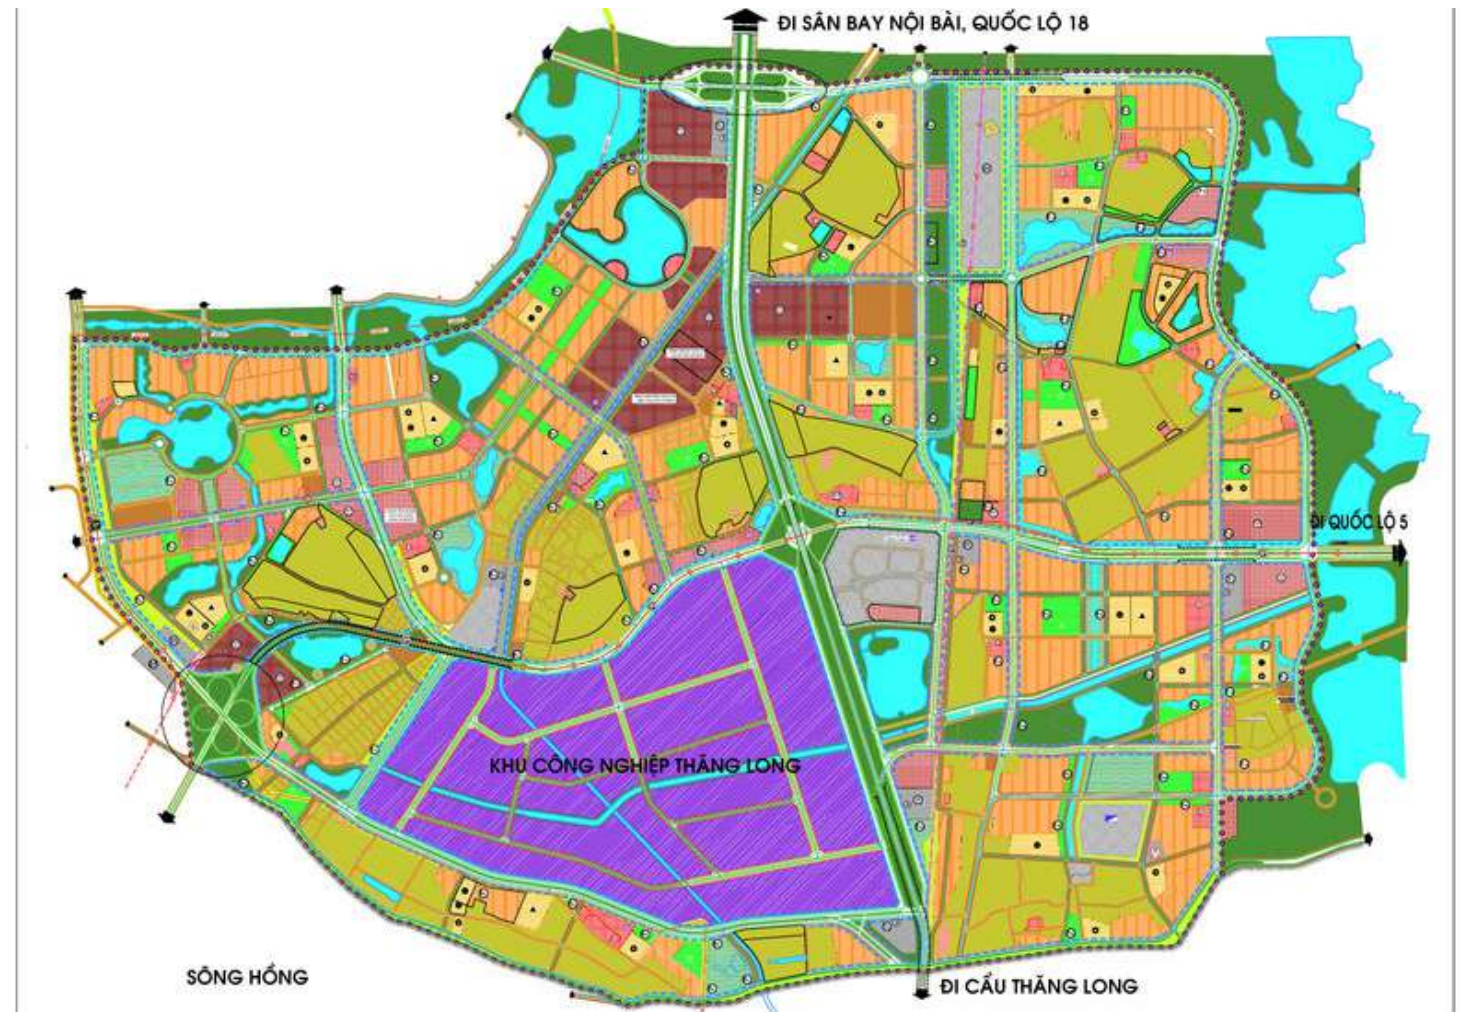 ĐI SÂN BAY NỘI BÀI, QUỐC LỘ 18
ĐI QUỐC LỘ 5
KHU CÔNG NGHIỆP THĂNG LONG
SÔNG HỒNG
ĐI CẦU THĂNG LONG